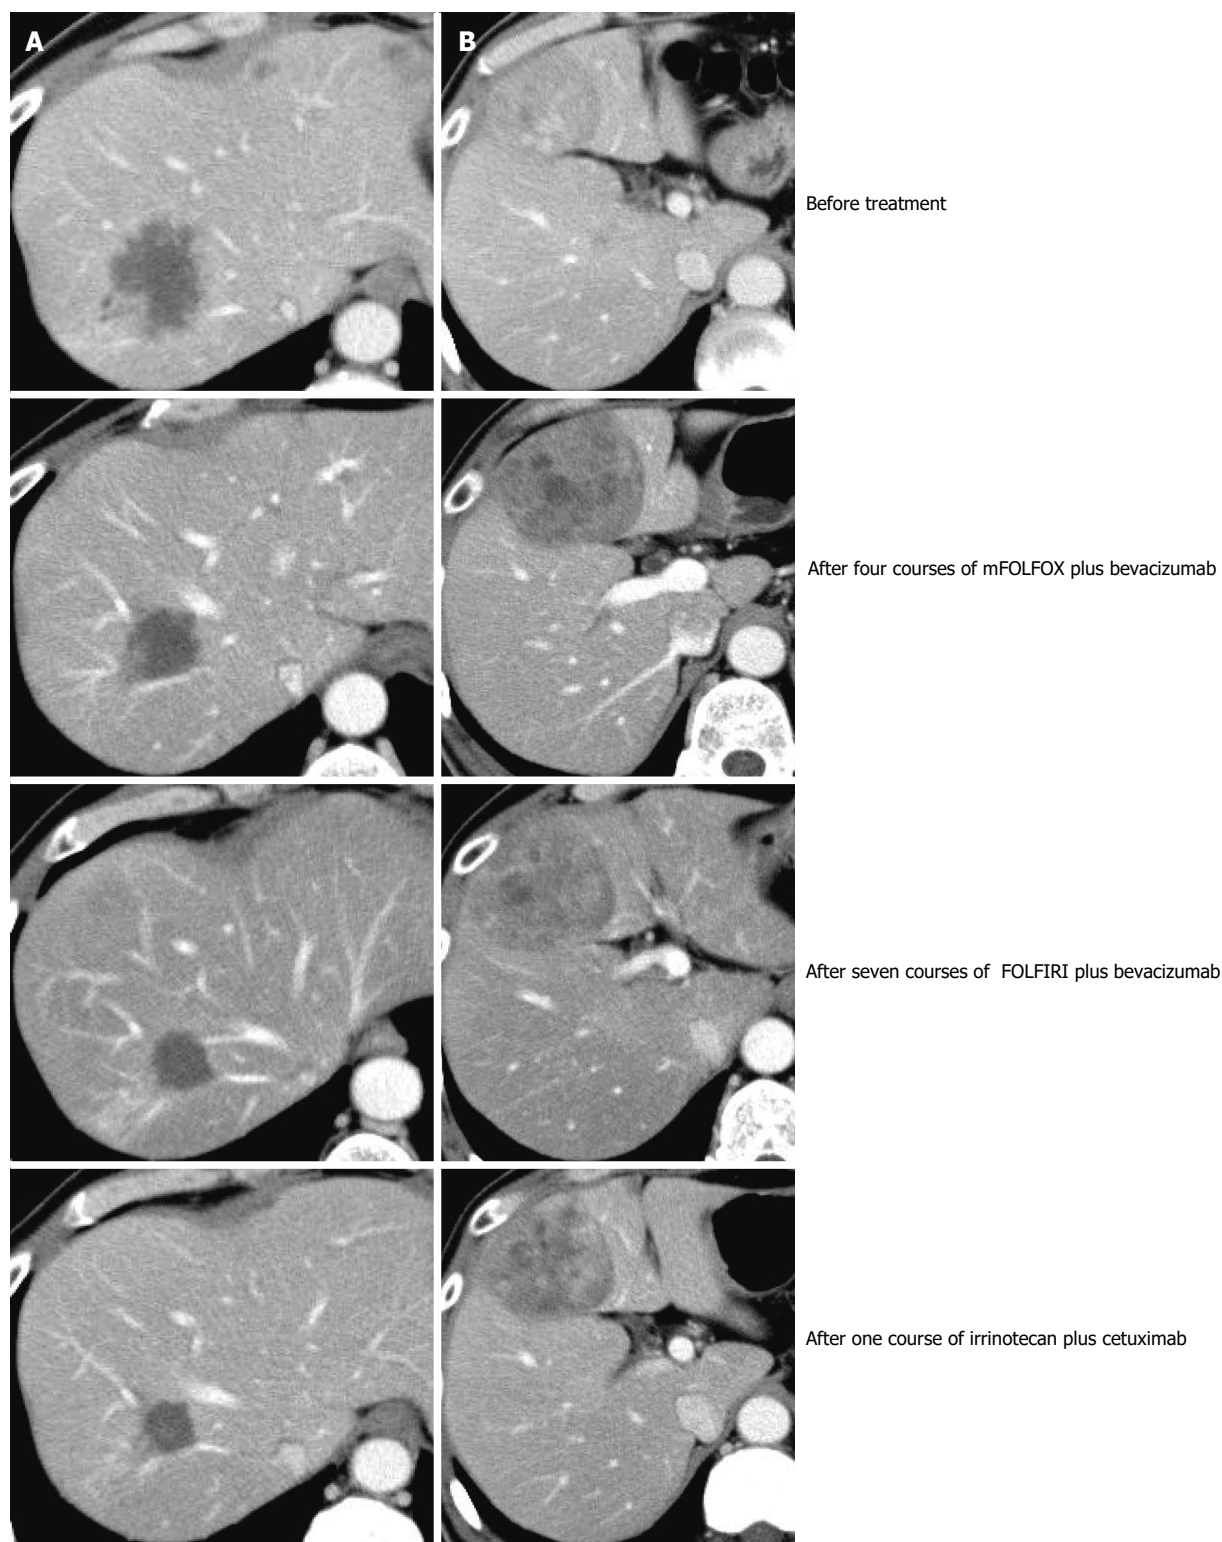 A
B
Before treatment
After four courses of mFOLFOX plus bevacizumab
After seven courses of FOLFIRI plus bevacizumab
After one course of irrinotecan plus cetuximab